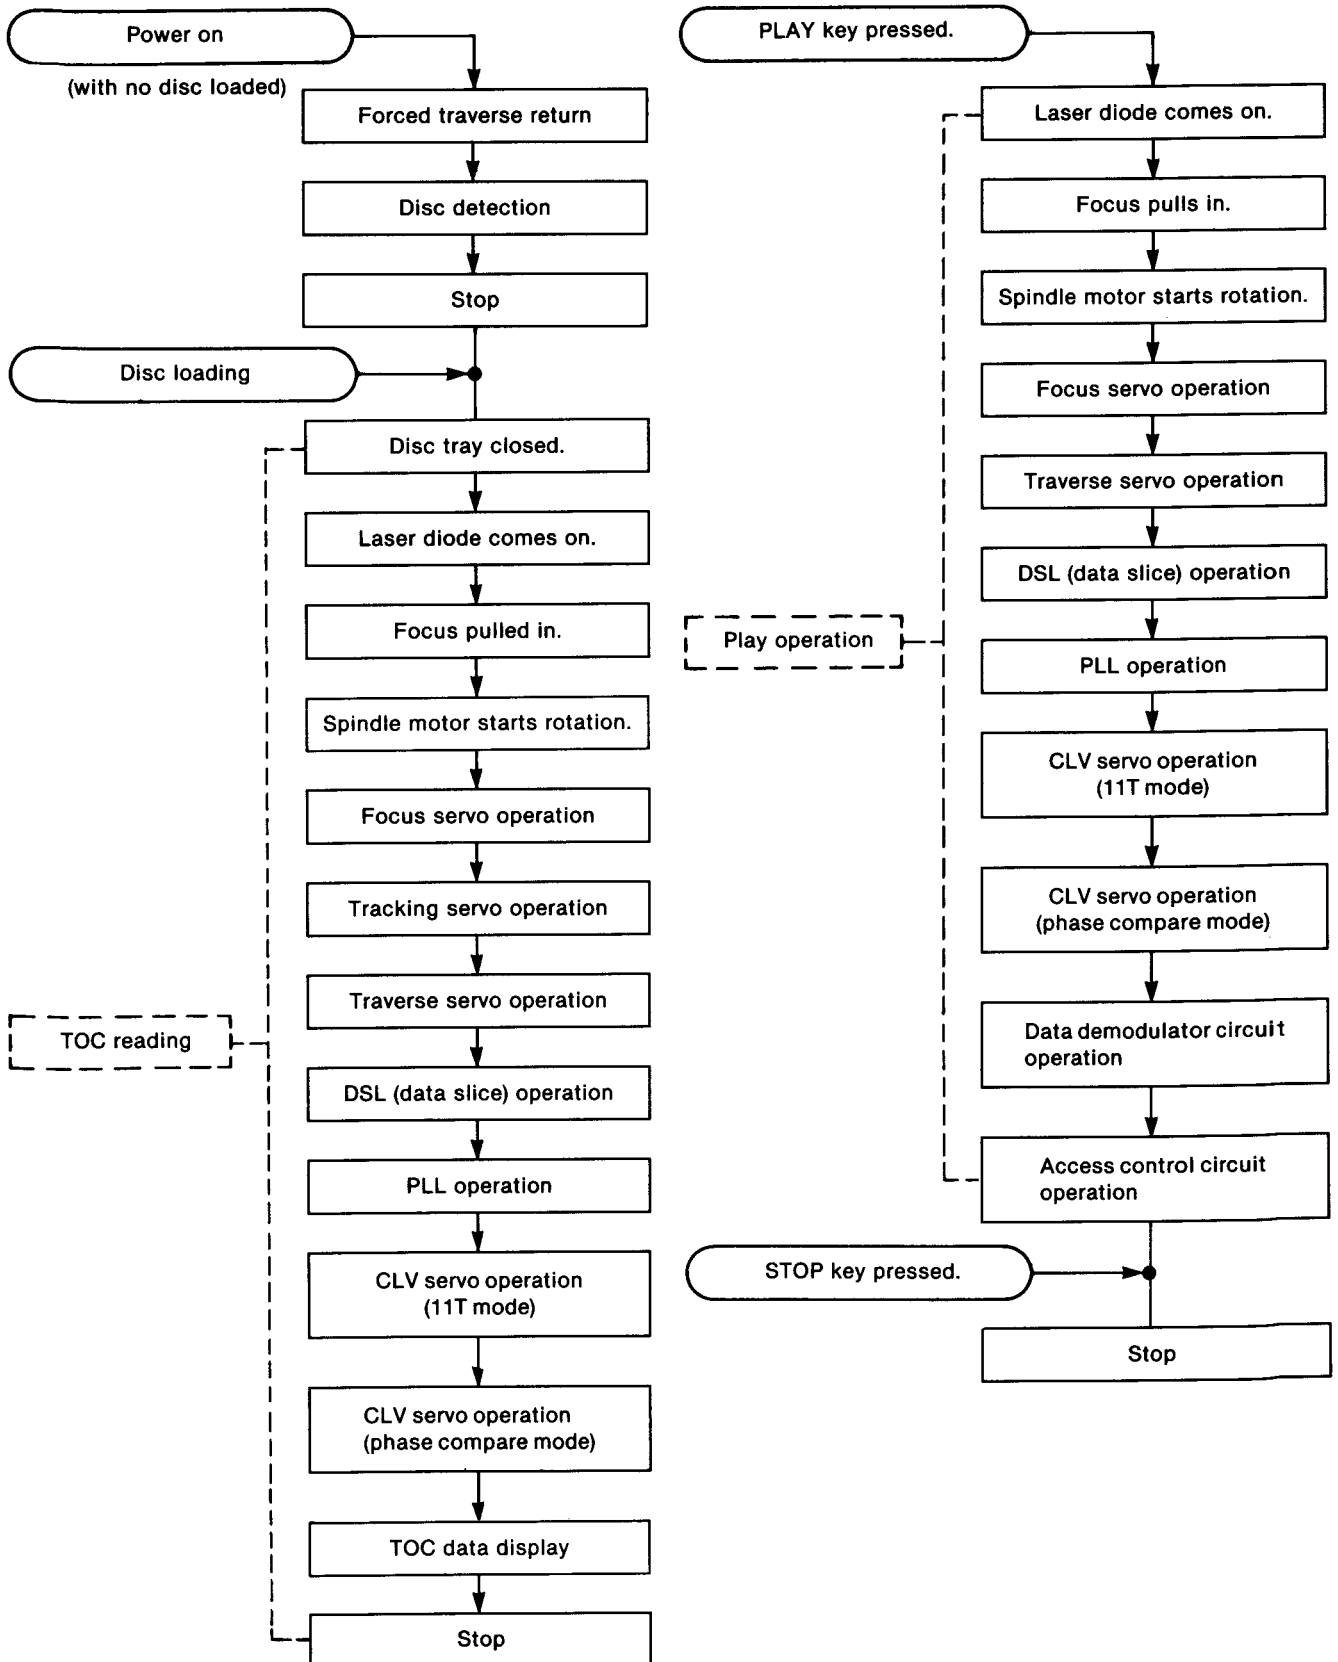 Power on
(with no disc loaded)
Forced traverse return
Disc detection
Stop
Disc loading
Disc tray closed.
Laser diode comes on.
Focus pulled in.
Spindle motor starts rotation.
Focus servo operation
Tracking servo operation
Traverse servo operation
TOC reading
DSL (data slice) operation
PLL operation
CLV servo operation
(11T mode)
CLV servo operation
(phase compare mode)
TOC data display
Stop
PLAY key pressed.
Laser diode comes on.
Focus pulls in.
Spindle motor starts rotation.
Focus servo operation
Traverse servo operation
DSL (data slice) operation
Play operation
PLL operation
CLV servo operation
(11T mode)
CLV servo operation
(phase compare mode)
Data demodulator circuit
operation
Access control circuit
operation
STOP key pressed.
Stop